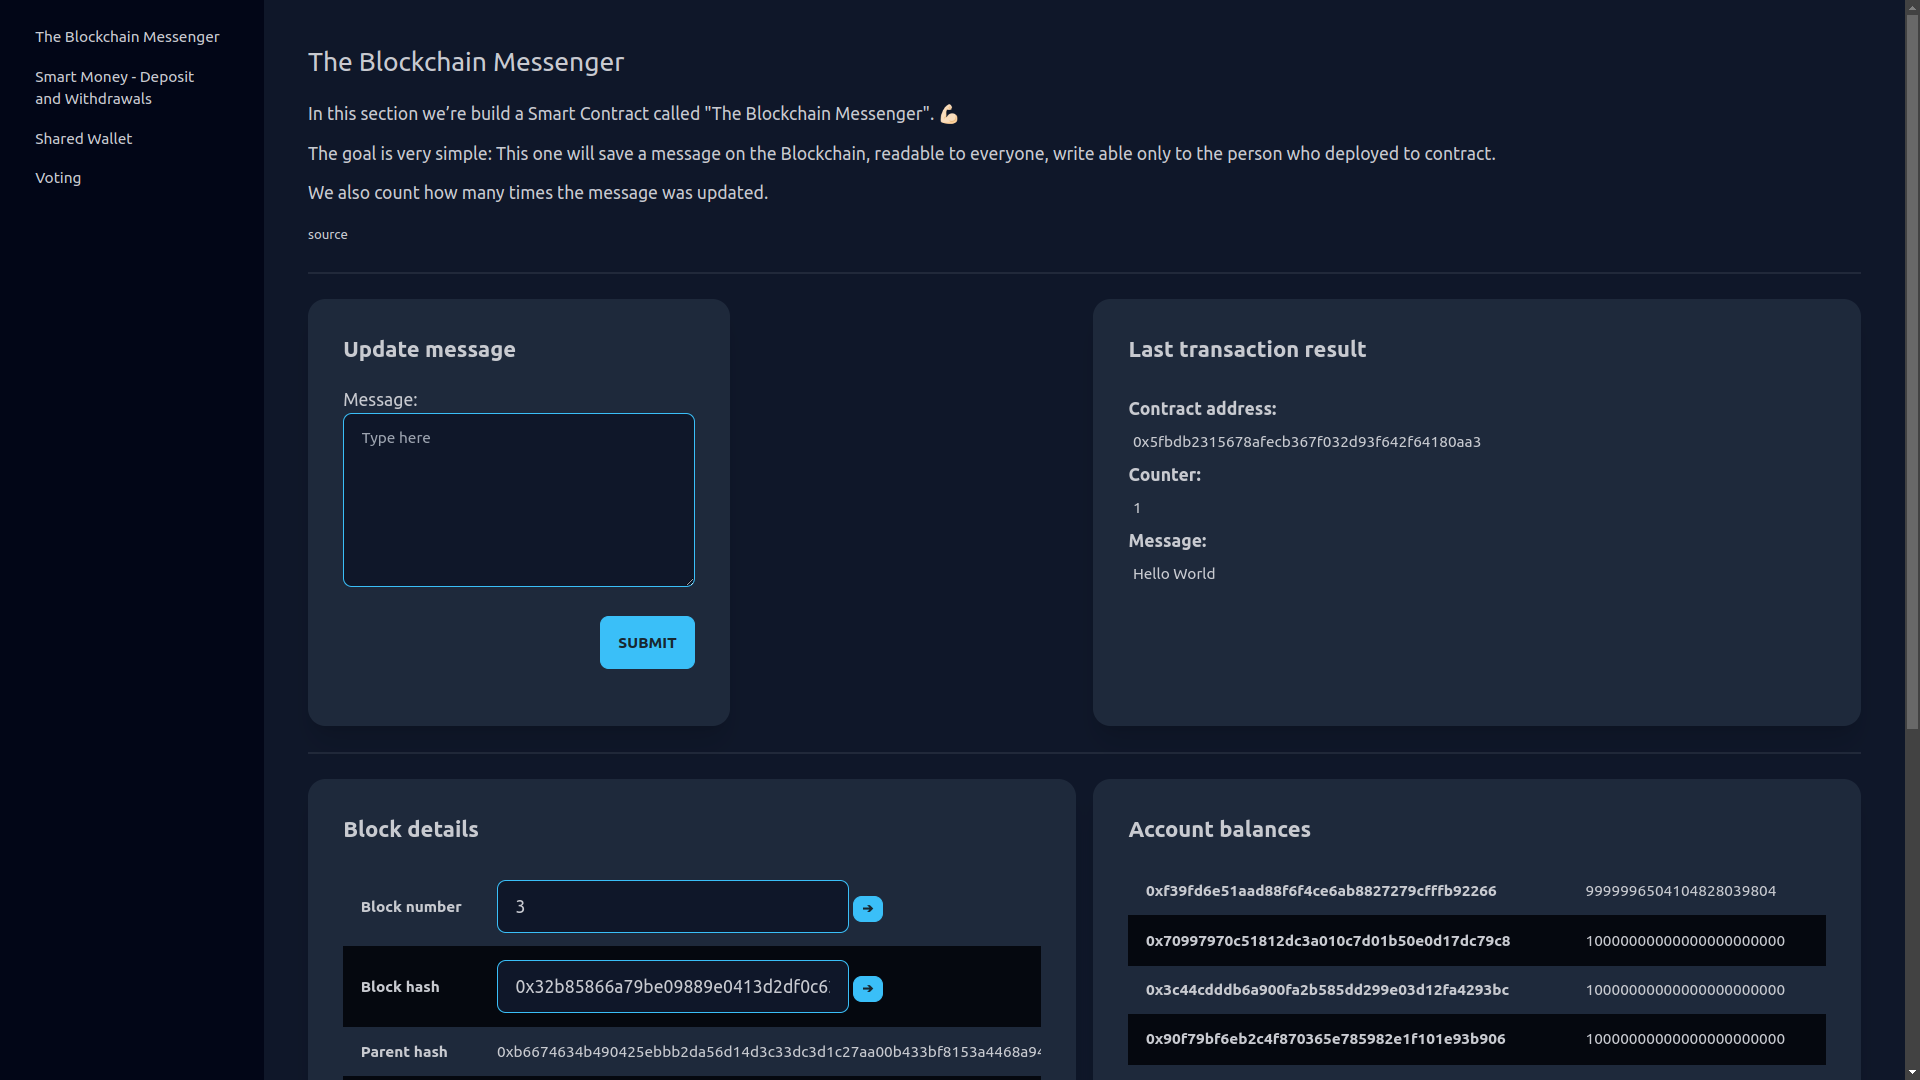 The Blockchain Messenger
Smart Money - Deposit
and Withdrawals
Shared Wallet
Voting
The Blockchain Messenger
In this section we’re build a Smart Contract called "The Blockchain Messenger". 💪🏻
The goal is very simple: This one will save a message on the Blockchain, readable to everyone, write able only to the person who deployed to contract.
We also count how many times the message was updated.
source
Update message
Message:
Type here
SUBMIT
Last transaction result
Contract address:
0x5fbdb2315678afecb367f032d93f642f64180aa3
Counter:
1
Message:
Hello World
Block details
Block number
3
➔
Block hash
0x32b85866a79be09889e0413d2df0c6
➔
Parent hash
0xb6674634b490425ebbb2da56d14d3c33dc3d1c27aa00b433bf8153a4468a94
Account balances
0xf39fd6e51aad88f6f4ce6ab8827279cfffb92266
9999996504104828039804
0x70997970c51812dc3a010c7d01b50e0d17dc79c8
10000000000000000000000
0x3c44cdddb6a900fa2b585dd299e03d12fa4293bc
10000000000000000000000
0x90f79bf6eb2c4f870365e785982e1f101e93b906
10000000000000000000000